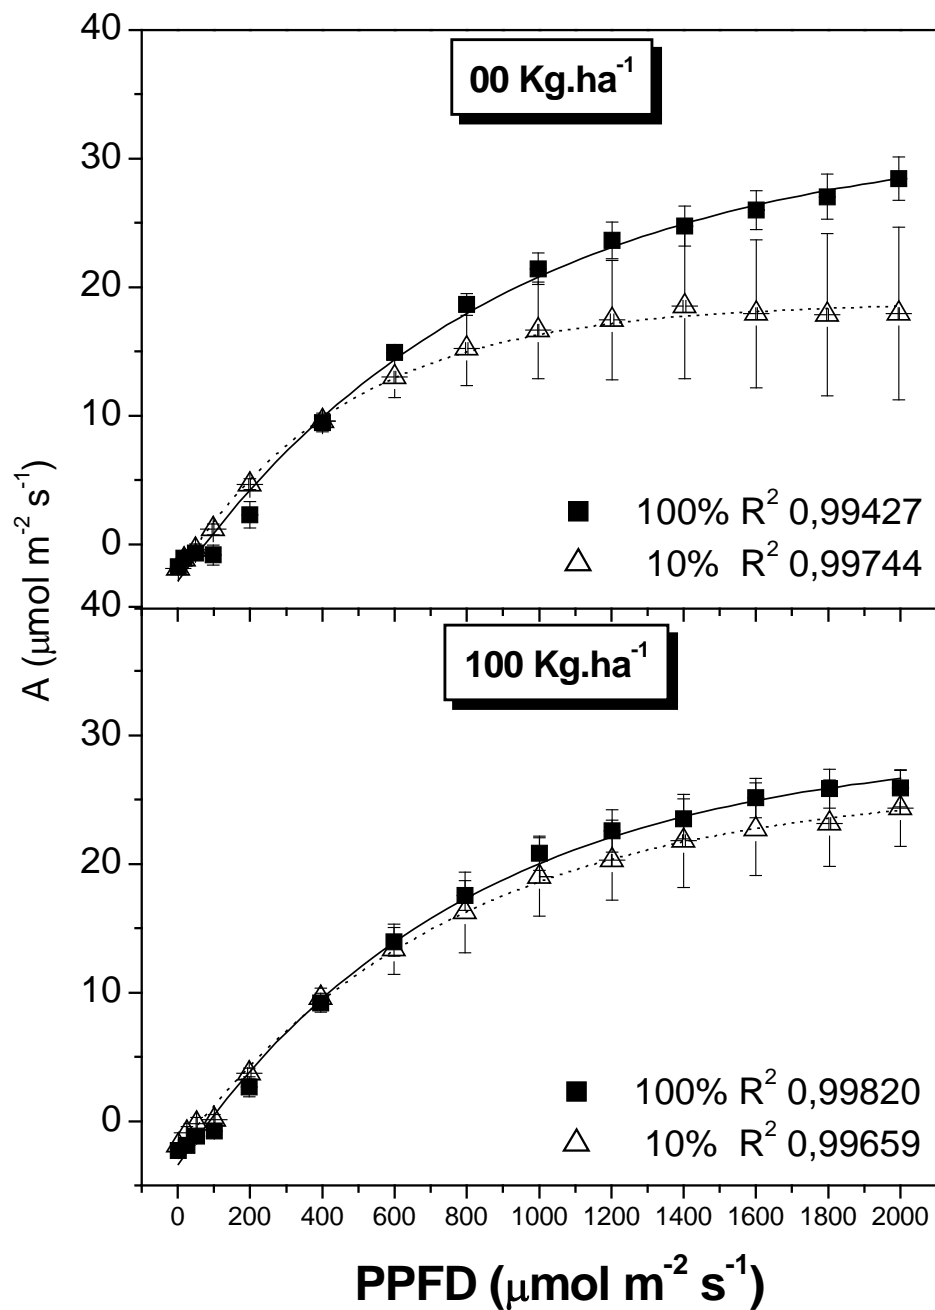 40
00 Kg.ha⁻¹
30
20
10
0
100% R² 0,99427
10% R² 0,99744
A (μmol m⁻² s⁻¹)
40
100 Kg.ha⁻¹
30
20
10
0
100% R² 0,99820
10% R² 0,99659
0 200 400 600 800 1000 1200 1400 1600 1800 2000
PPFD (μmol m⁻² s⁻¹)